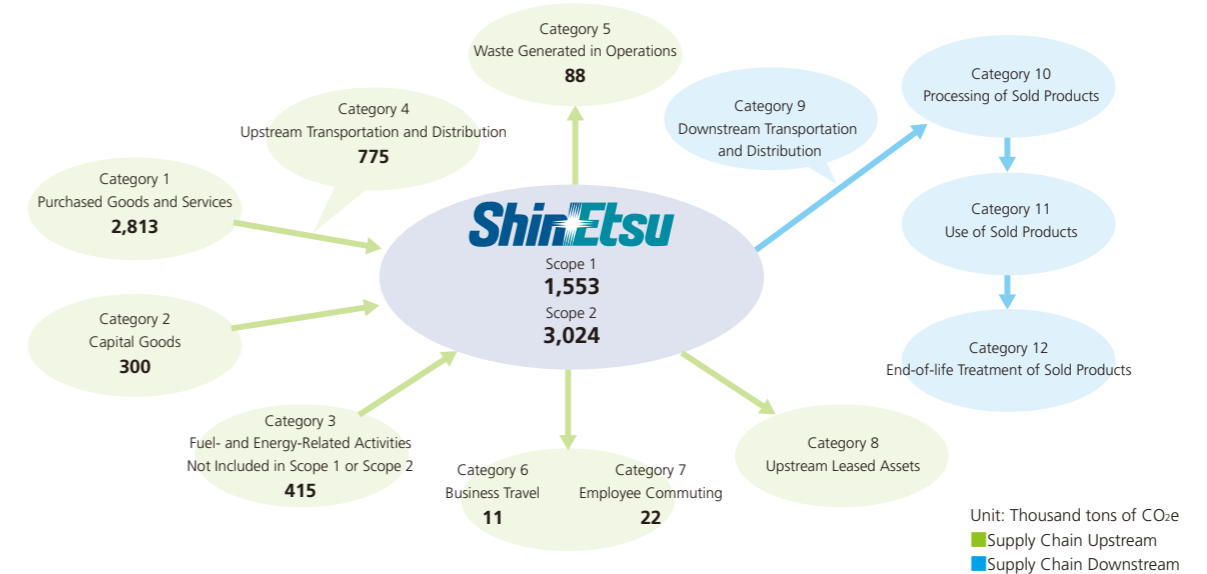 Category 5
Waste Generated in Operations
88
Category 10
Processing of Sold Products
Category 9
Downstream Transportation
and Distribution
Category 4
Upstream Transportation and Distribution
775
Category 1
Purchased Goods and Services
2,813
ShinEtsu
Scope 1
1,553
Scope 2
3,024
Category 11
Use of Sold Products
Category 2
Capital Goods
300
Category 12
End-of-life Treatment of Sold Products
Category 3
Fuel- and Energy-Related Activities
Not Included in Scope 1 or Scope 2
415
Category 6
Business Travel
11
Category 7
Employee Commuting
22
Category 8
Upstream Leased Assets
Unit: Thousand tons of CO₂e
Supply Chain Upstream
Supply Chain Downstream